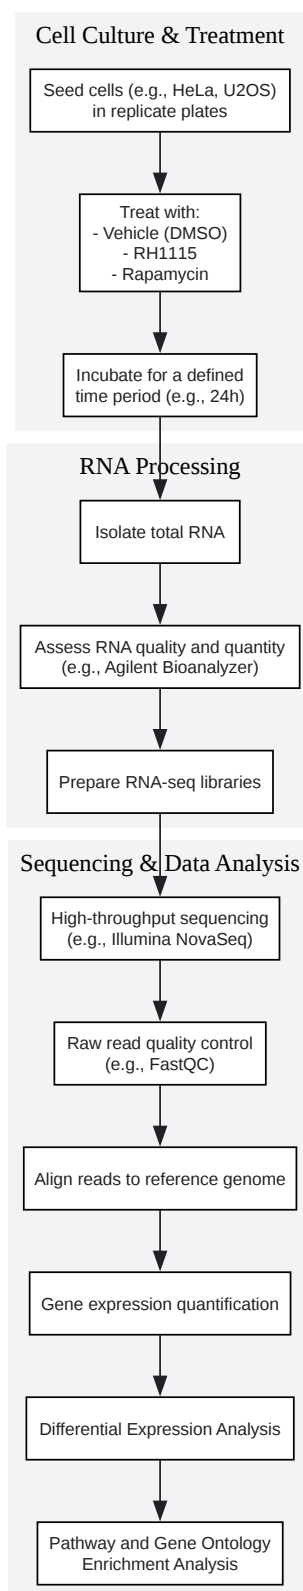 Cell Culture & Treatment
Seed cells (e.g., HeLa, U2OS)
in replicate plates
Treat with:
- Vehicle (DMSO)
- RH1115
- Rapamycin
Incubate for a defined
time period (e.g., 24h)
RNA Processing
Isolate total RNA
Assess RNA quality and quantity
(e.g., Agilent Bioanalyzer)
Prepare RNA-seq libraries
Sequencing & Data Analysis
High-throughput sequencing
(e.g., Illumina NovaSeq)
Raw read quality control
(e.g., FastQC)
Align reads to reference genome
Gene expression quantification
Differential Expression Analysis
Pathway and Gene Ontology
Enrichment Analysis